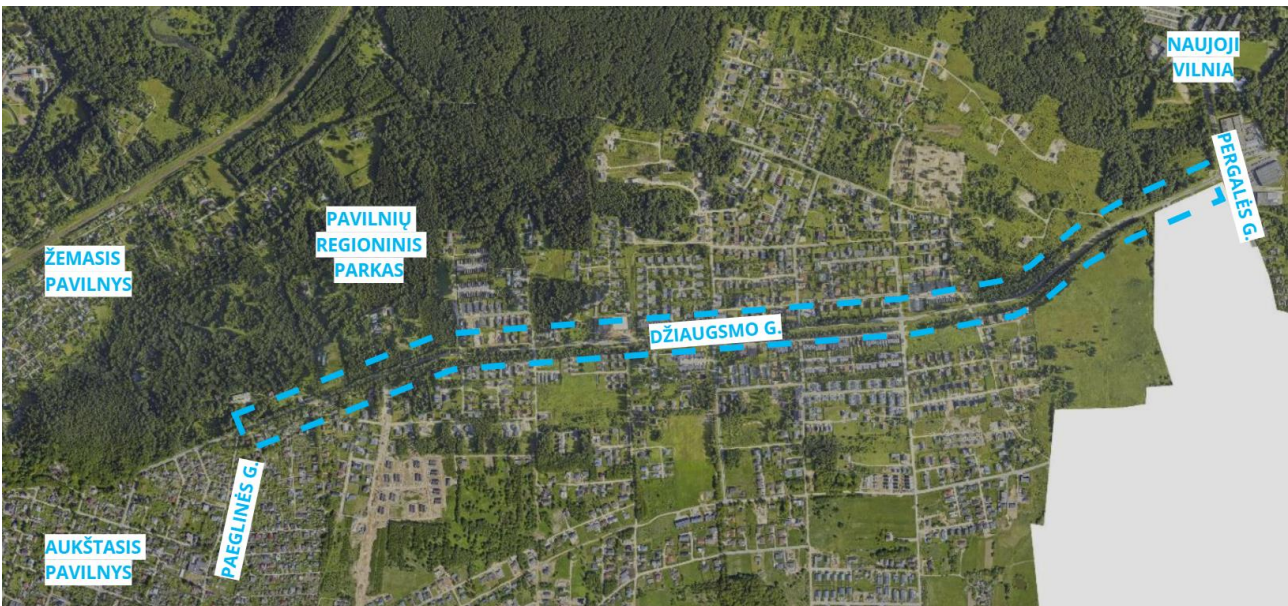 NAUJOJI
VILNIA
PERGALĖS G.
PAVILNIŲ
REGIONINIS
PARKAS
ŽEMASIS
PAVILNYS
DŽIAUGSMO G.
PAEGLINĖS G.
AUKŠTASIS
PAVILNYS